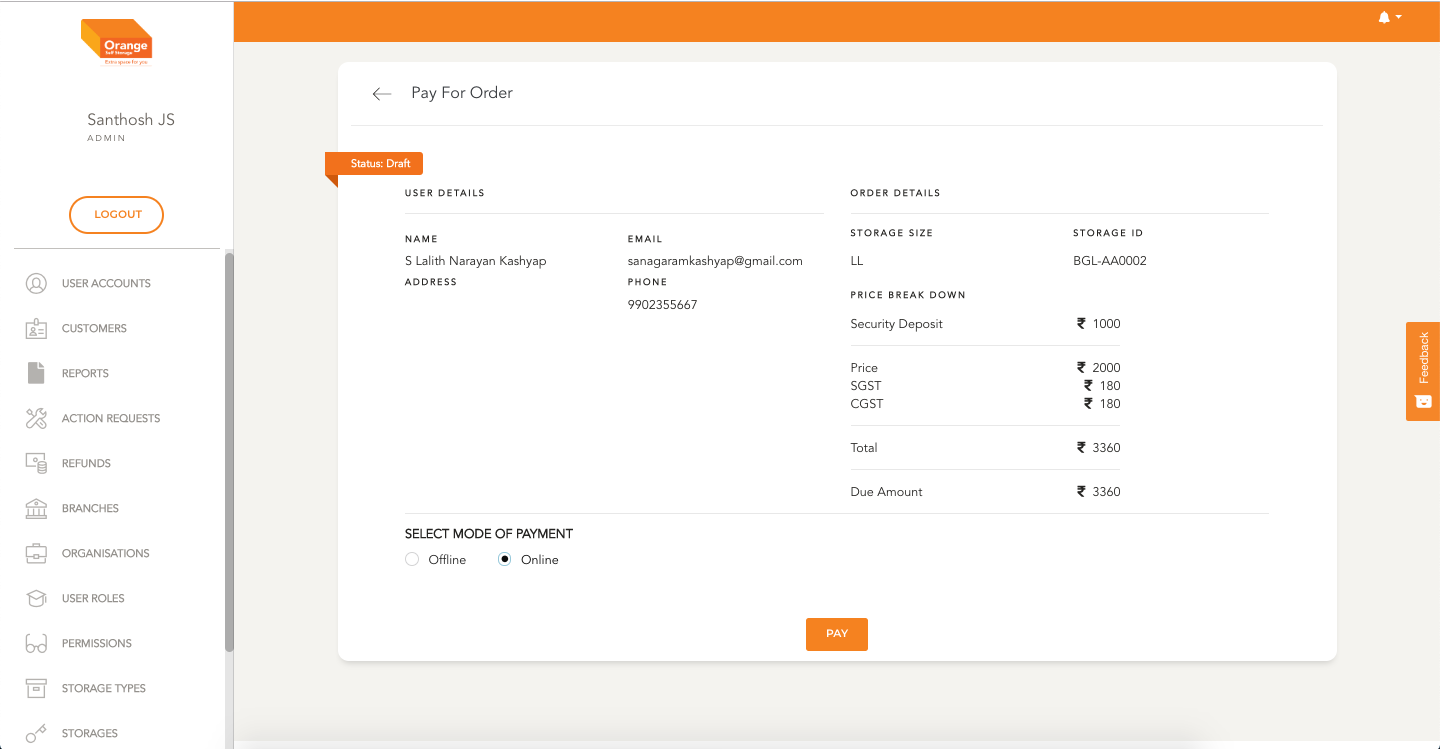 Orange
Self Storage
Extra space for you
Santhosh JS
ADMIN
LOGOUT
USER ACCOUNTS
CUSTOMERS
REPORTS
ACTION REQUESTS
REFUNDS
BRANCHES
ORGANISATIONS
USER ROLES
PERMISSIONS
STORAGE TYPES
STORAGES
Pay For Order
Status: Draft
USER DETAILS
NAME
S Lalith Narayan Kashyap
ADDRESS
EMAIL
sanagaramkashyap@gmail.com
PHONE
9902355667
ORDER DETAILS
STORAGE SIZE
LL
STORAGE ID
BGL-AA0002
PRICE BREAK DOWN
Security Deposit ₹ 1000
Price ₹ 2000
SGST ₹ 180
CGST ₹ 180
Total ₹ 3360
Due Amount ₹ 3360
SELECT MODE OF PAYMENT
Offline Online
PAY
Feedback